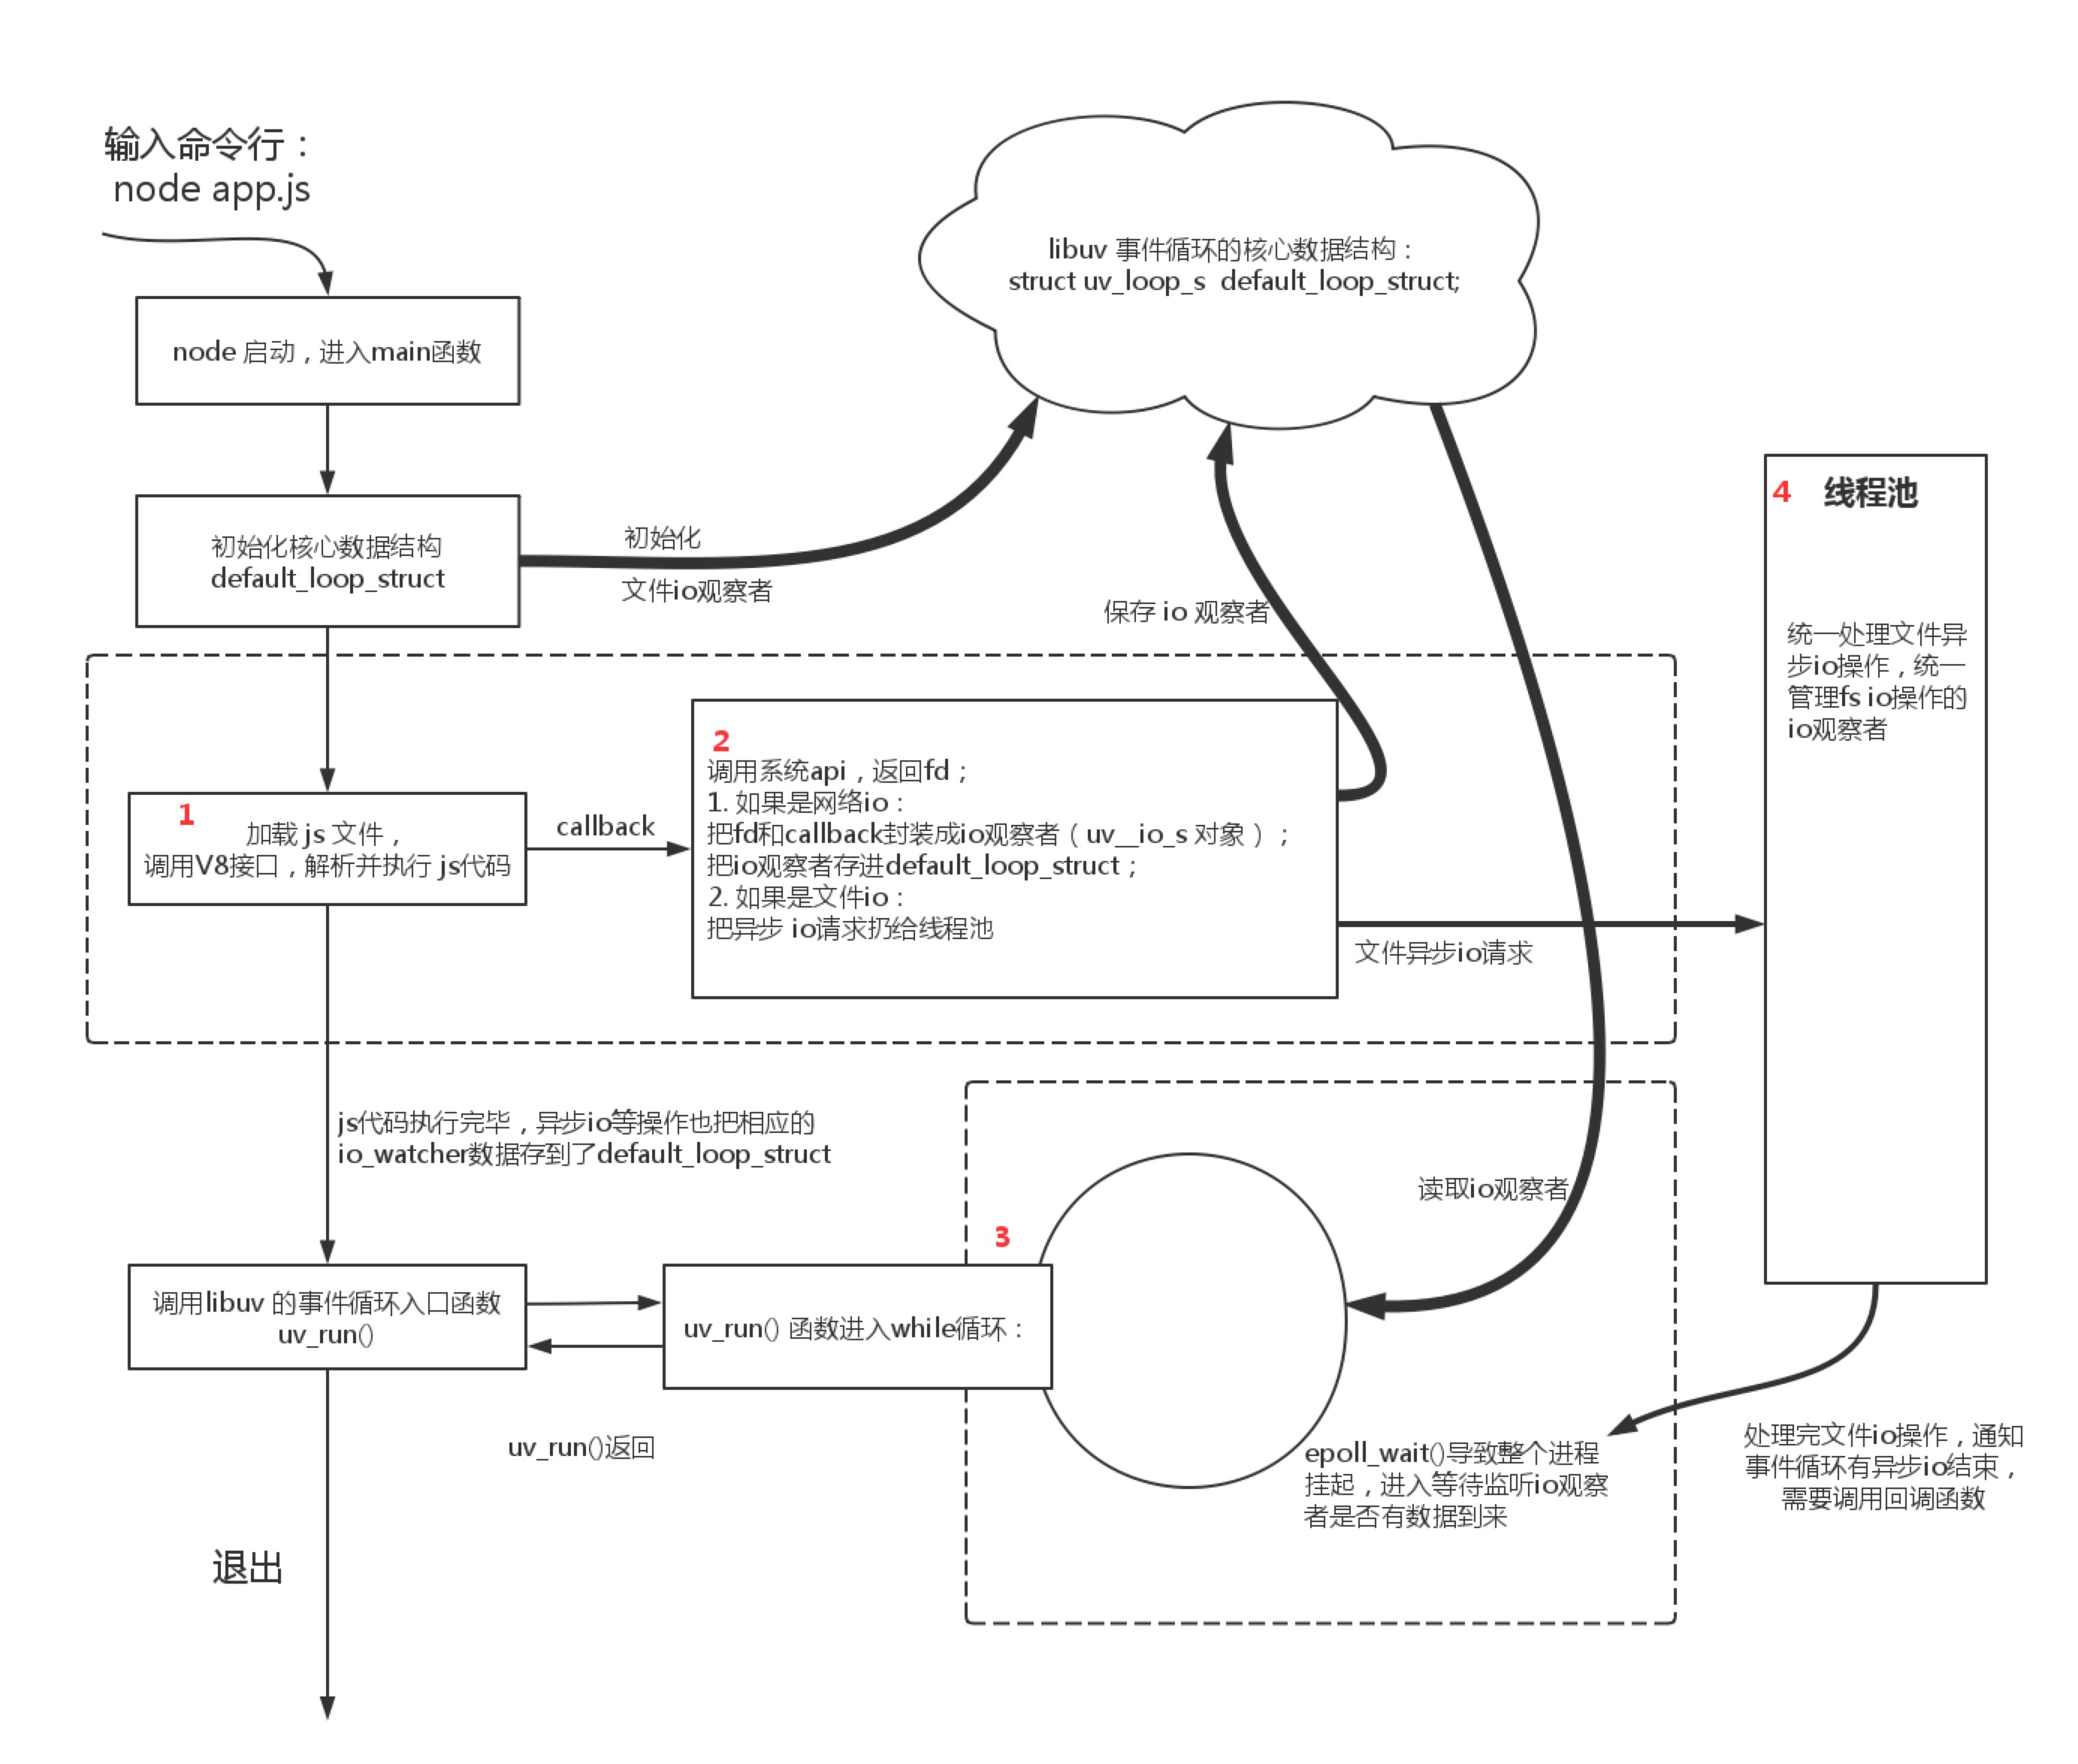 输入命令行：
node app.js
libuv 事件循环的核心数据结构：
struct uv_loop_s  default_loop_struct;
node 启动，进入main函数
初始化核心数据结构
default_loop_struct
初始化
文件io观察者
保存 io 观察者
4 线程池
统一处理文件异
步io操作，统一
管理fs io操作的
io观察者
1
加载 js 文件，
调用V8接口，解析并执行 js代码
callback
2
调用系统api，返回fd；
1. 如果是网络io：
把fd和callback封装成io观察者（uv__io_s 对象）；
把io观察者存进default_loop_struct；
2. 如果是文件io：
把异步 io请求扔给线程池
文件异步io请求
js代码执行完毕，异步io等操作也把相应的
io_watcher数据存到了default_loop_struct
读取io观察者
3
调用libuv 的事件循环入口函数
uv_run()
uv_run() 函数进入while循环：
uv_run()返回
epoll_wait()导致整个进程
挂起，进入等待监听io观察
者是否有数据到来
处理完文件io操作，通知
事件循环有异步io结束，
需要调用回调函数
退出